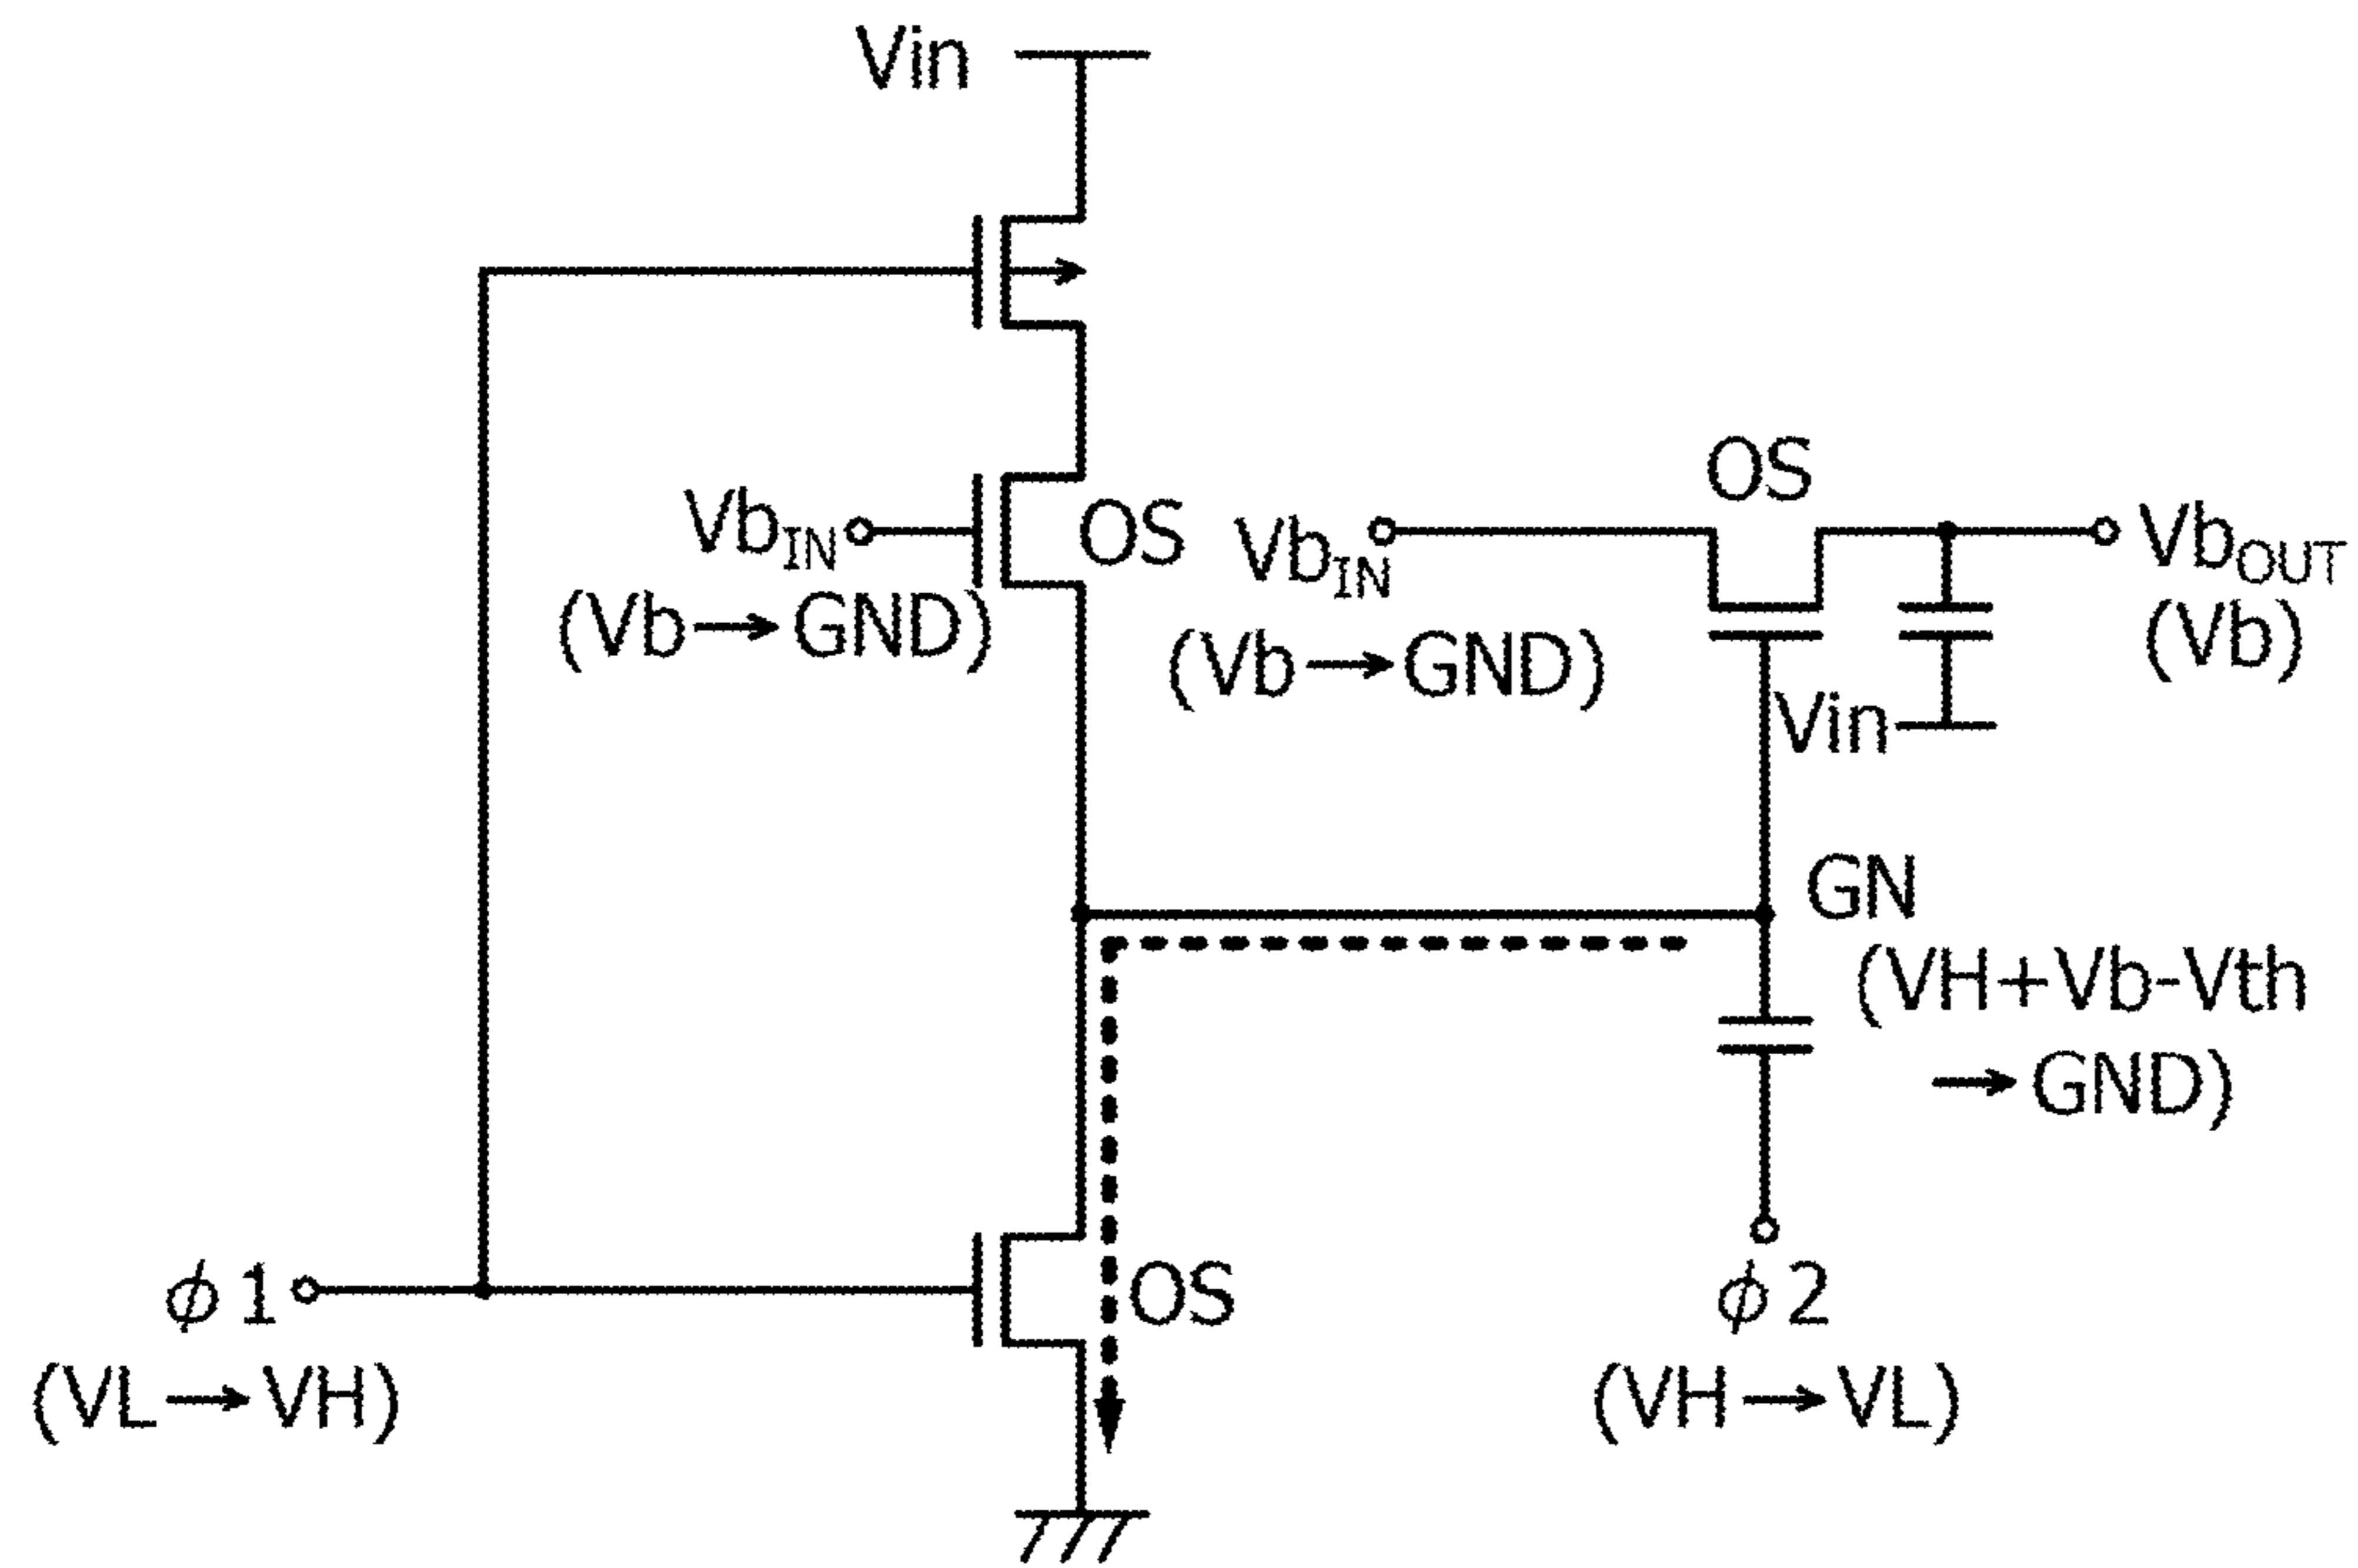 Vin
OS
VbIN
OS
VbIN
VbOUT
(Vb→GND)
(Vb→GND)
(Vb)
Vin
GN
(VH+Vb-Vth
→GND)
ϕ1
OS
ϕ2
(VL→VH)
(VH→VL)